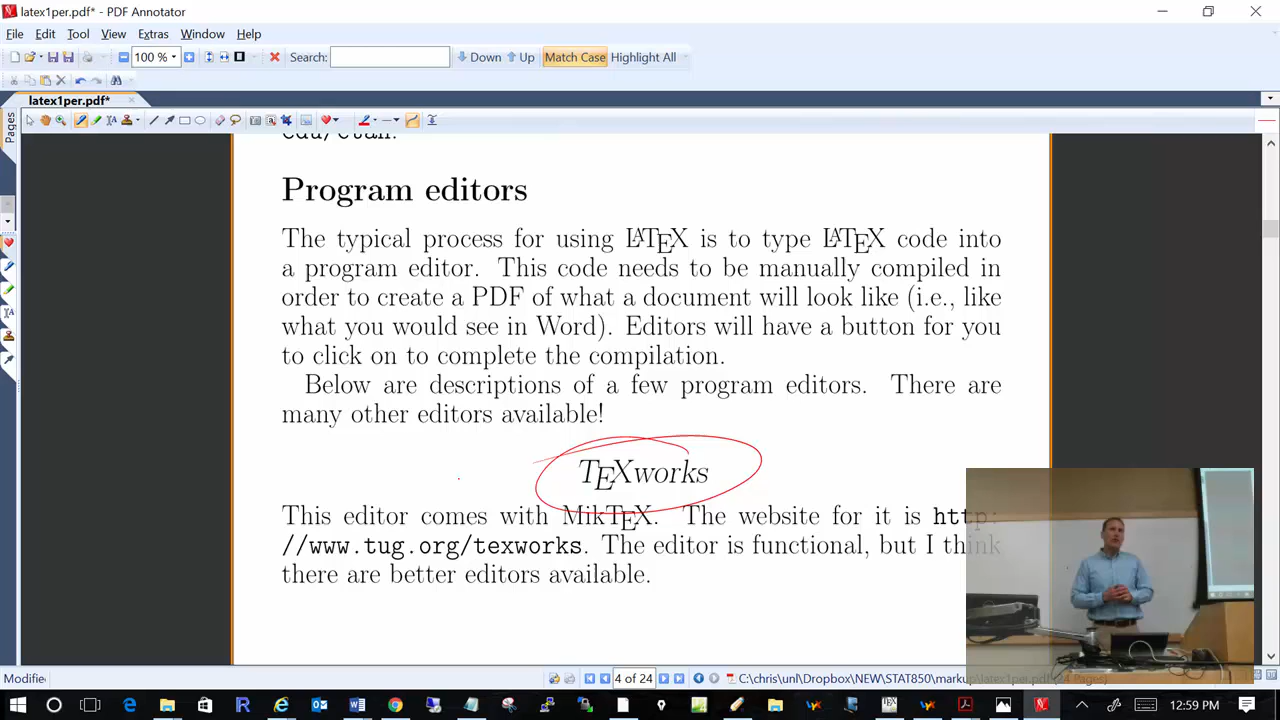 latex1per.pdf* - PDF Annotator
File Edit Tool View Extras Window Help
100 % Search: Down Up Match Case Highlight All
latex1per.pdf*
Pages
Program editors
The typical process for using LATEX is to type LATEX code into
a program editor. This code needs to be manually compiled in
order to create a PDF of what a document will look like (i.e., like
what you would see in Word). Editors will have a button for you
to click on to complete the compilation.
Below are descriptions of a few program editors. There are
many other editors available!
TEXworks
This editor comes with MikTEX. The website for it is http:
//www.tug.org/texworks. The editor is functional, but I think
there are better editors available.
Modifie 4 of 24 C:\chris\unl\Dropbox\NEW\STAT850\markup\latex1per.pdf (24 Pages)
12:59 PM